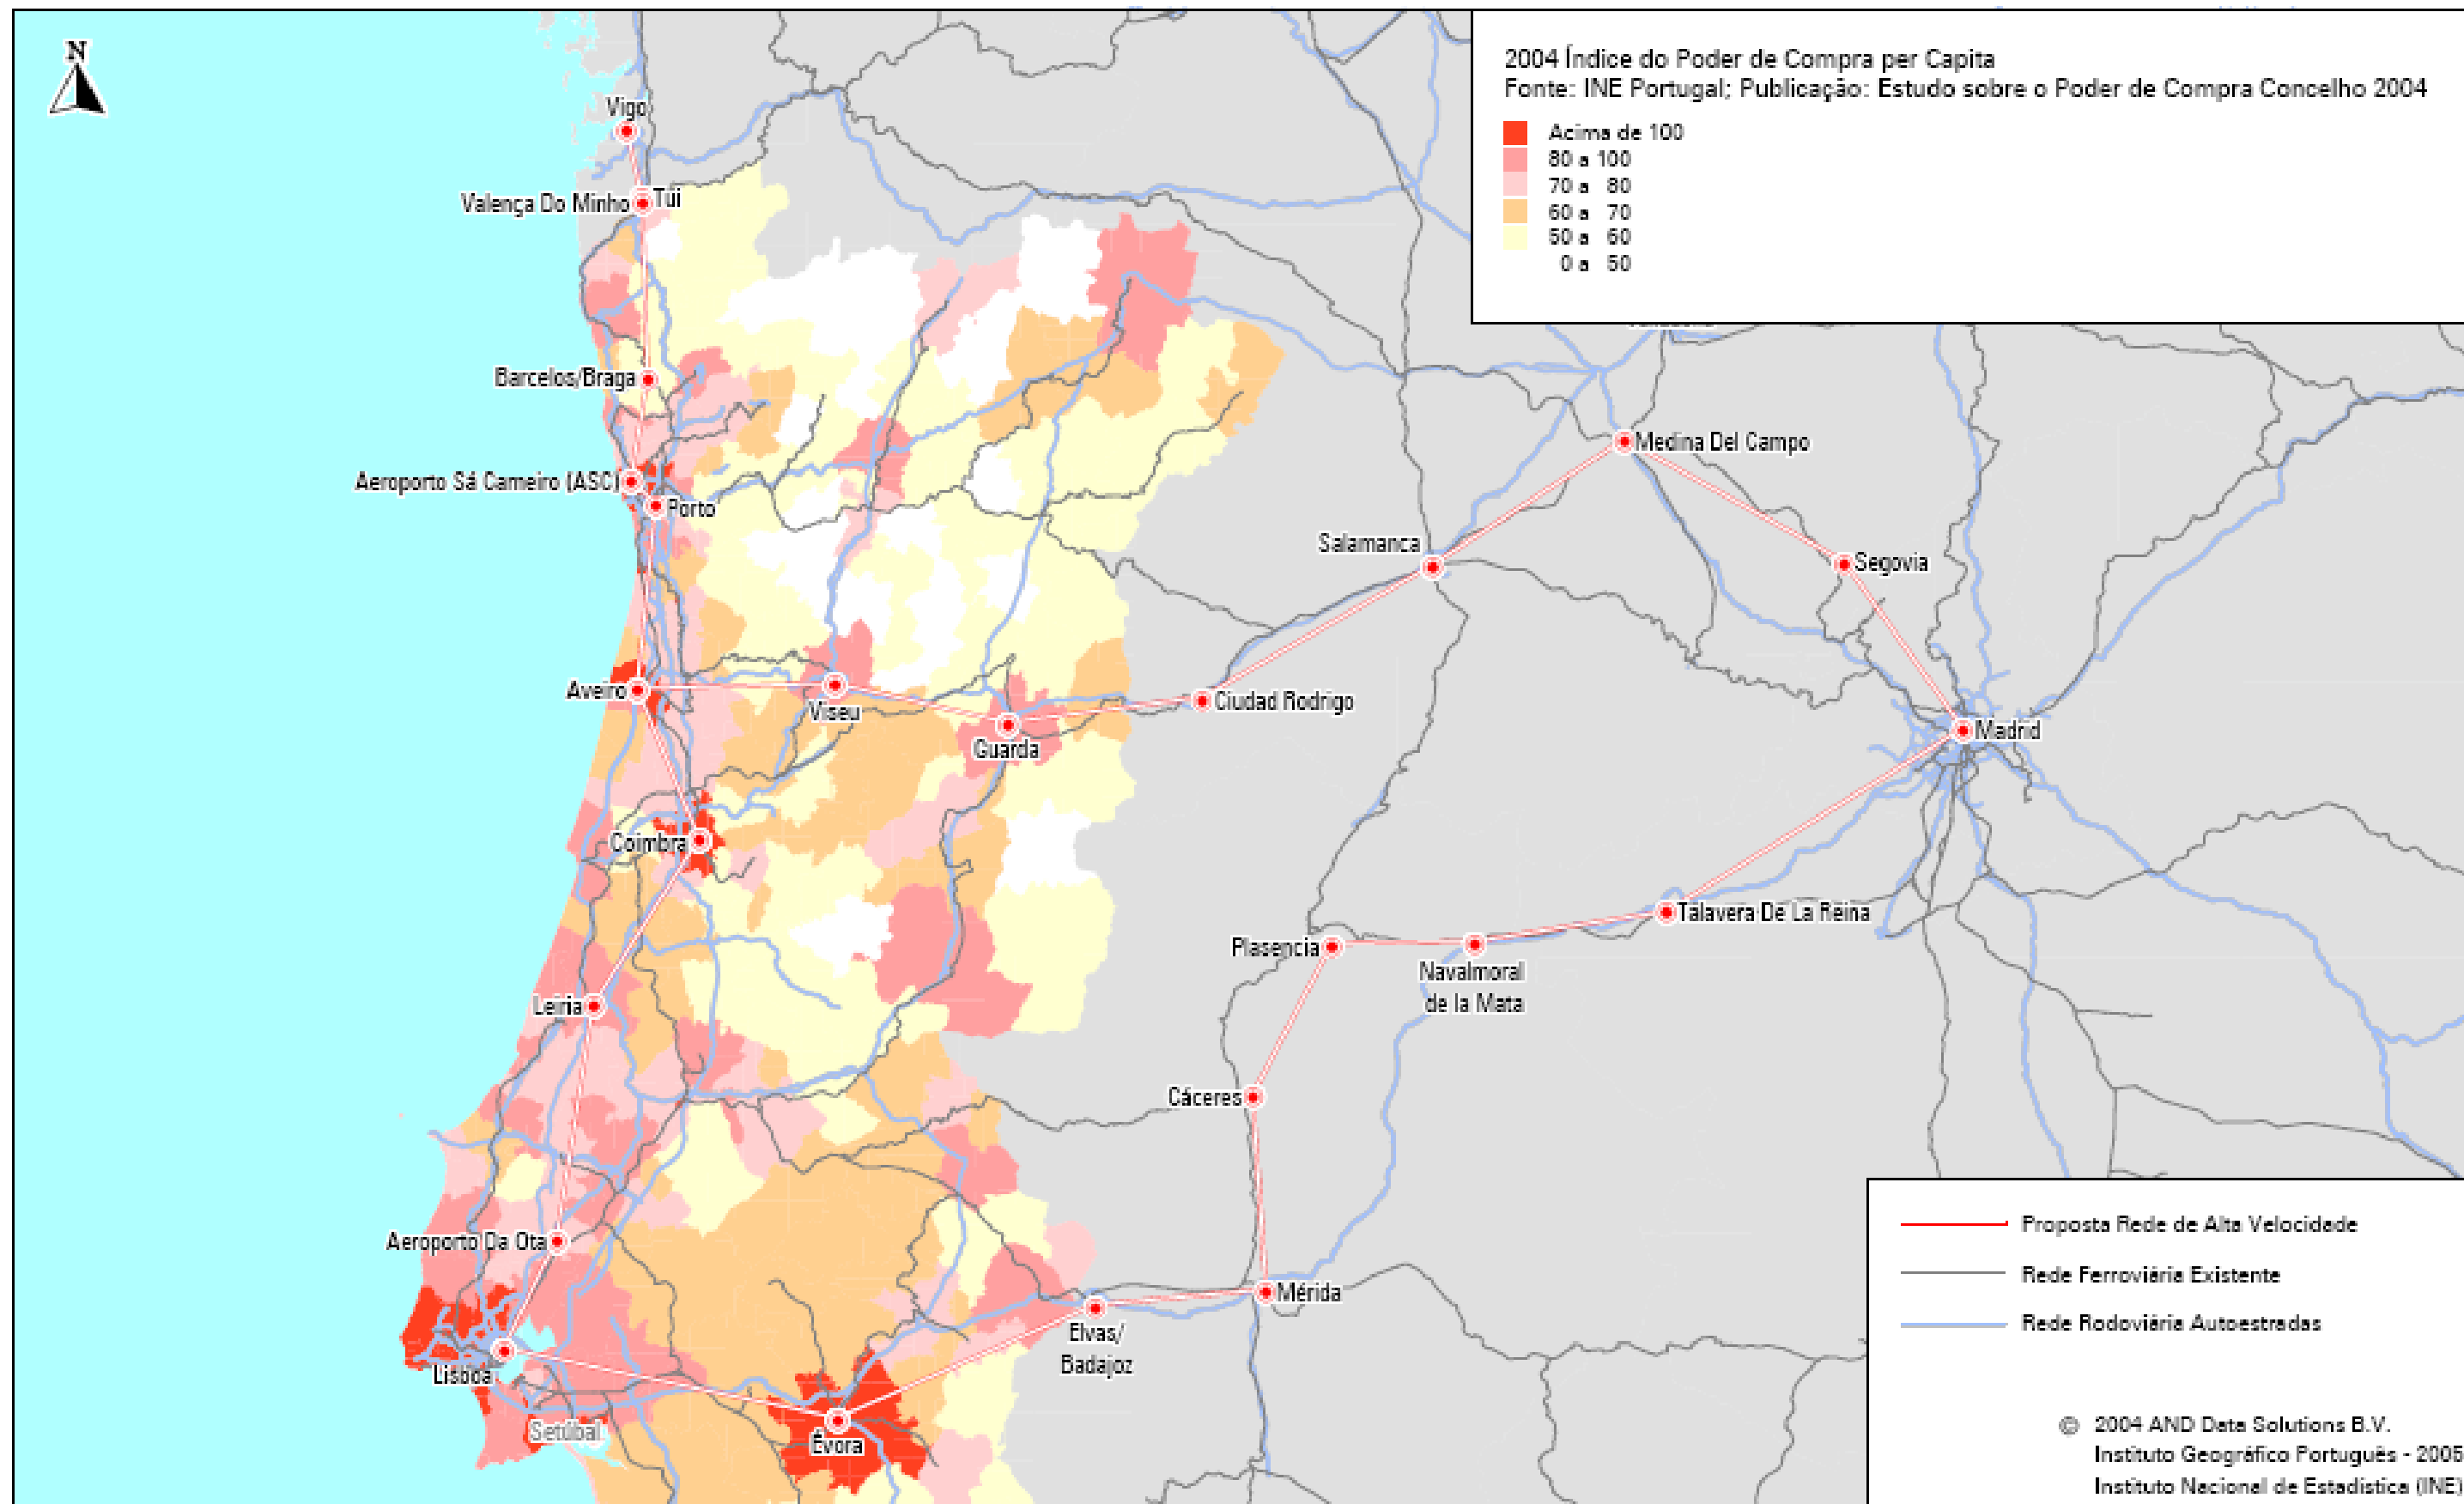 N
2004 Índice do Poder de Compra per Capita
Fonte: INE Portugal; Publicação: Estudo sobre o Poder de Compra Concelho 2004
Acima de 100
80 a 100
70 a 80
60 a 70
50 a 60
0 a 50
Vigo
Valença Do Minho
Túi
Barcelos/Braga
Aeroporto Sá Carneiro (ASC)
Porto
Medina Del Campo
Salamanca
Segovia
Aveiro
Viseu
Guarda
Ciudad Rodrigo
Madrid
Coimbra
Talavera De La Reina
Plasencia
Navalmoral
de la Mata
Leiria
Cáceres
Aeroporto Da Ota
Mérida
Elvas/
Badajoz
Lisboa
Setúbal
Évora
Proposta Rede de Alta Velocidade
Rede Ferroviária Existente
Rede Rodoviária Autoestradas
© 2004 AND Data Solutions B.V.
Instituto Geográfico Português - 2005
Instituto Nacional de Estadistica (INE)